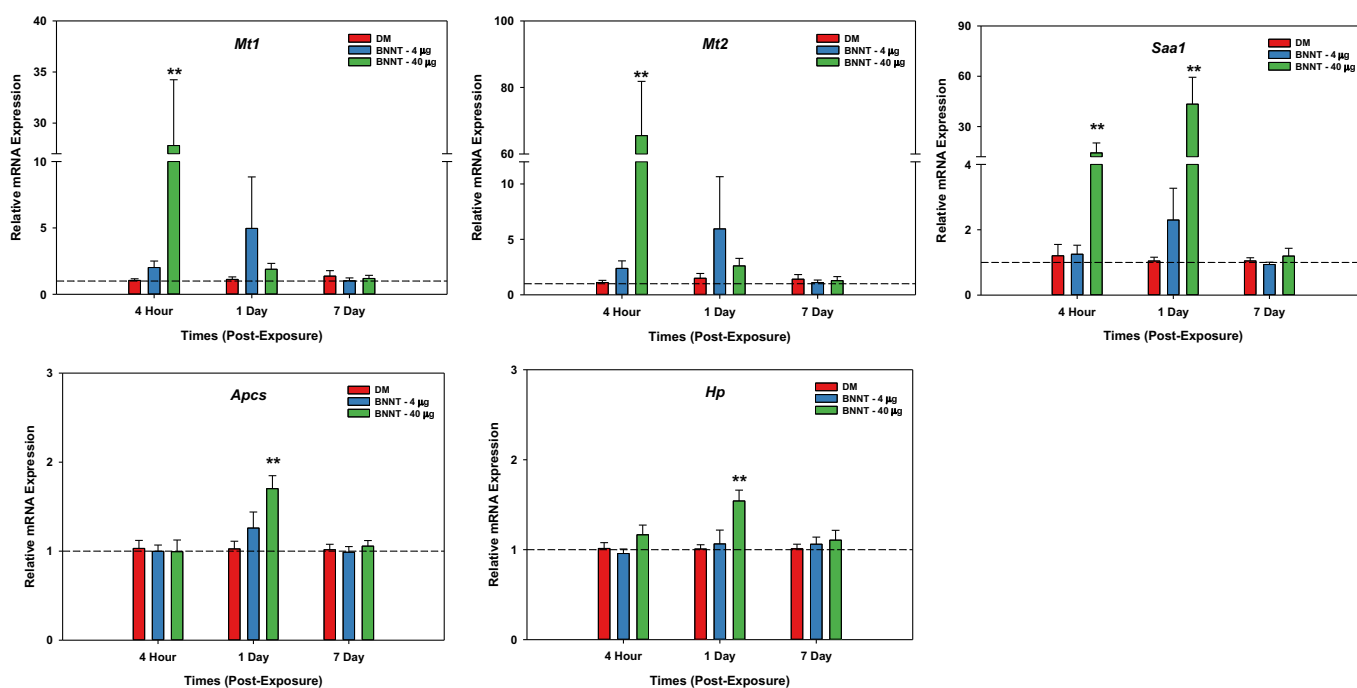 Mt1
DM
BNNT - 4 µg
BNNT - 40 µg
Relative mRNA Expression
40
35
30
25
10
5
0
**
4 Hour
1 Day
7 Day
Times (Post-Exposure)
Mt2
DM
BNNT - 4 µg
BNNT - 40 µg
Relative mRNA Expression
100
80
60
10
5
0
**
4 Hour
1 Day
7 Day
Times (Post-Exposure)
Saa1
DM
BNNT - 4 µg
BNNT - 40 µg
Relative mRNA Expression
90
60
30
4
2
0
**
**
4 Hour
1 Day
7 Day
Times (Post-Exposure)
Apcs
DM
BNNT - 4 µg
BNNT - 40 µg
Relative mRNA Expression
3
2
1
0
**
4 Hour
1 Day
7 Day
Times (Post-Exposure)
Hp
DM
BNNT - 4 µg
BNNT - 40 µg
Relative mRNA Expression
3
2
1
0
**
4 Hour
1 Day
7 Day
Times (Post-Exposure)